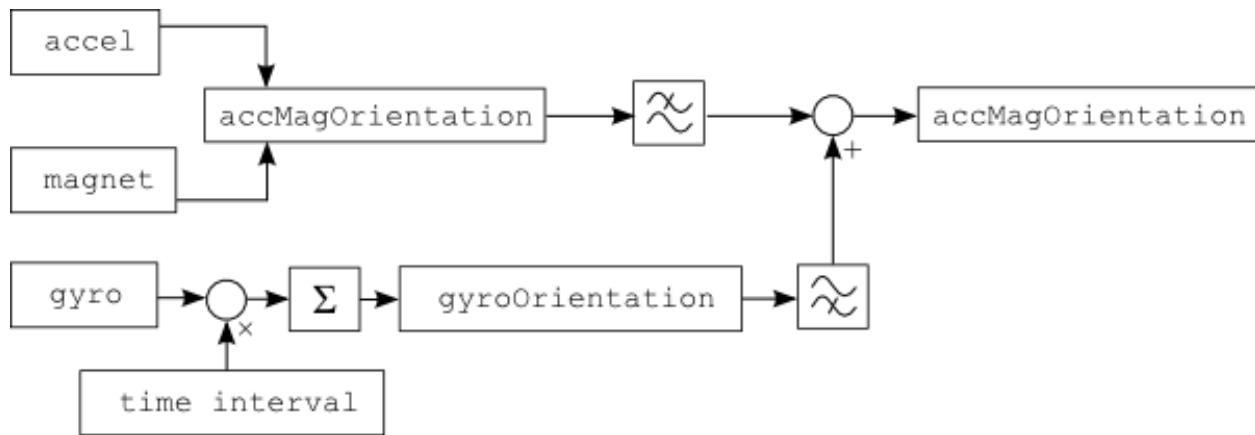 accel
accMagOrientation
accMagOrientation
+
magnet
gyro
×
Σ
gyroOrientation
time interval